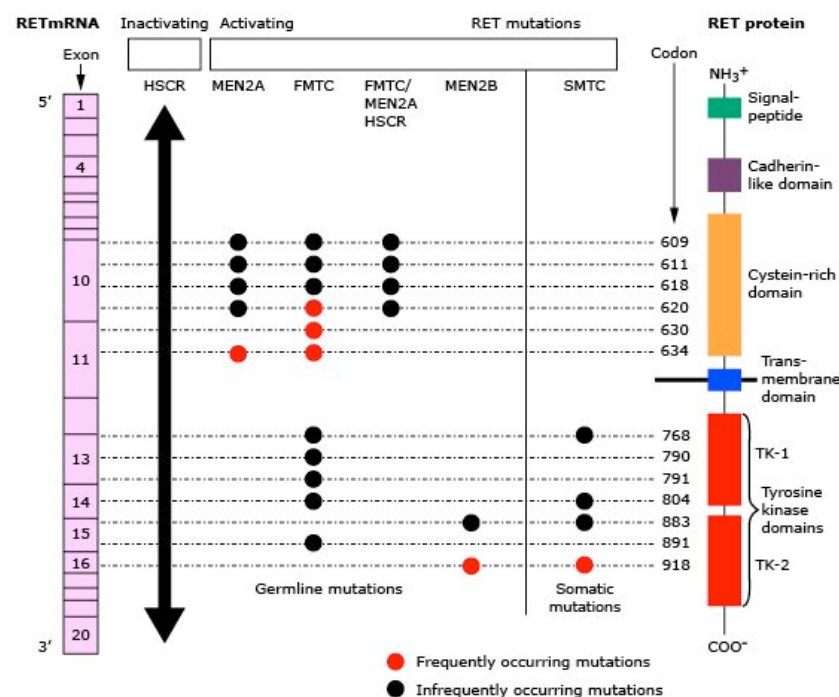 RETmRNA
Inactivating
Activating
RET mutations
RET protein
Exon
Codon
HSCR
MEN2A
FMTC
FMTC/
MEN2A
HSCR
MEN2B
SMTC
NH₃⁺
5′
1
4
10
11
13
14
15
16
20
3′
609
611
618
620
630
634
768
790
791
804
883
891
918
Signal-
peptide
Cadherin-
like domain
Cystein-rich
domain
Trans-
membrane
domain
TK-1
Tyrosine
kinase
domains
TK-2
COO⁻
Germline mutations
Somatic
mutations
Frequently occurring mutations
Infrequently occurring mutations